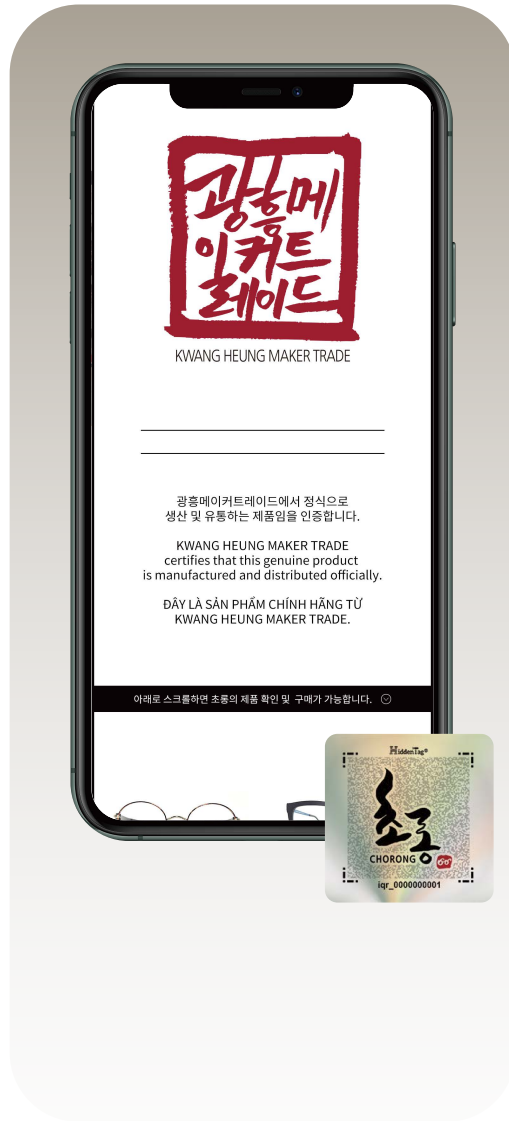 광흥메
이커트
레이드
KWANG HEUNG MAKER TRADE
광흥메이커트레이드에서 정식으로
생산 및 유통하는 제품임을 인증합니다.
KWANG HEUNG MAKER TRADE
certifies that this genuine product
is manufactured and distributed officially.
ĐÂY LÀ SẢN PHẨM CHÍNH HÃNG TỪ
KWANG HEUNG MAKER TRADE.
아래로 스크롤하면 초롱의 제품 확인 및 구매가 가능합니다.
HiddenTag®
초롱
CHORONG
iqr_0000000001